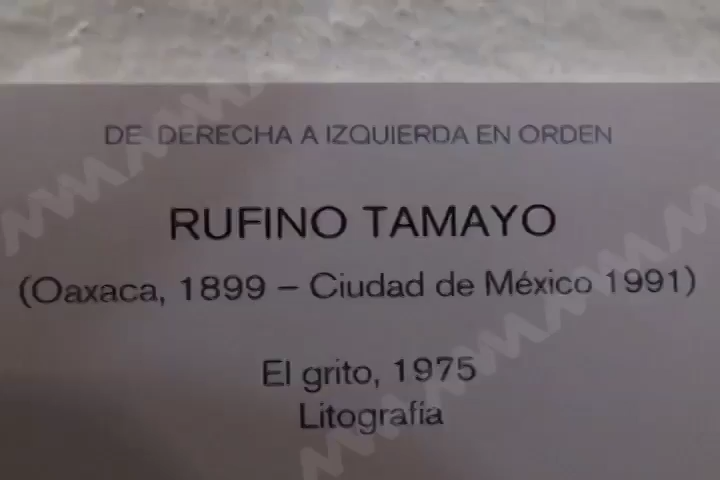 DE DERECHA A IZQUIERDA EN ORDEN
RUFINO TAMAYO
(Oaxaca, 1899 – Ciudad de México 1991)
El grito, 1975
Litografía